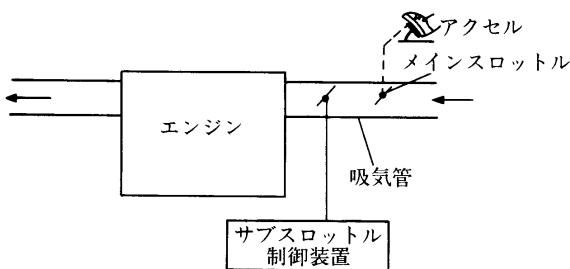 アクセル
メインスロットル
エンジン
吸気管
サブスロットル
制御装置